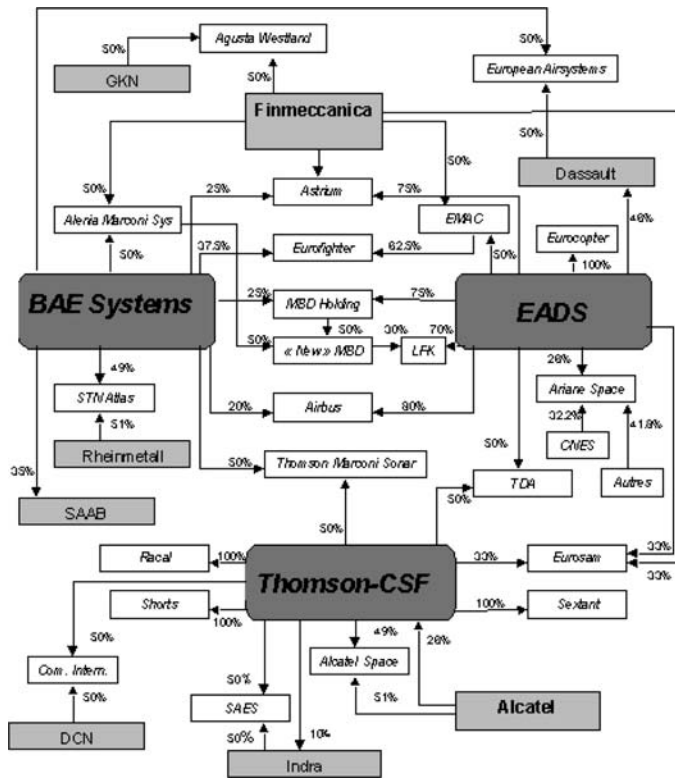 50%
50%
Agusta Westland
50%
European Airsystems
GKN
50%
Finmeccanica
50%
50%
50%
Dassault
25%
Astrium
75%
46%
Alenia Marconi Sys
EMAC
Eurocopter
50%
37.5%
Eurofighter
62.5%
50%
100%
BAE Systems
25%
MBD Holding
75%
EADS
50%
30%
70%
50%
« New » MBD
LFK
26%
49%
Ariane Space
STN Atlas
20%
Airbus
80%
32.2%
41.8%
51%
CNES
Rheinmetall
50%
Thomson Marconi Sonar
50%
35%
TDA
Autres
SAAB
50%
50%
Racal
100%
33%
Eurosam
33%
Thomson-CSF
33%
Shorts
100%
100%
Sextant
50%
49%
26%
Com. Intern.
Alcatel Space
50%
50%
SAES
51%
Alcatel
DCN
50%
10%
Indra